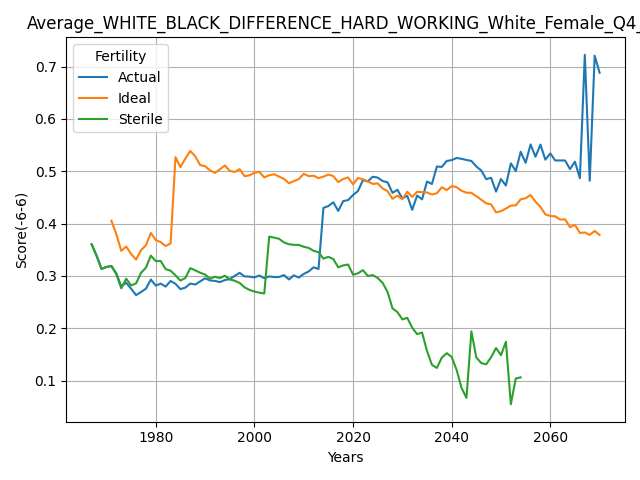 Average_WHITE_BLACK_DIFFERENCE_HARD_WORKING_White_Female_Q4_
Fertility
Actual
Ideal
Sterile
Score(-6-6)
0.7
0.6
0.5
0.4
0.3
0.2
0.1
1980 2000 2020 2040 2060
Years